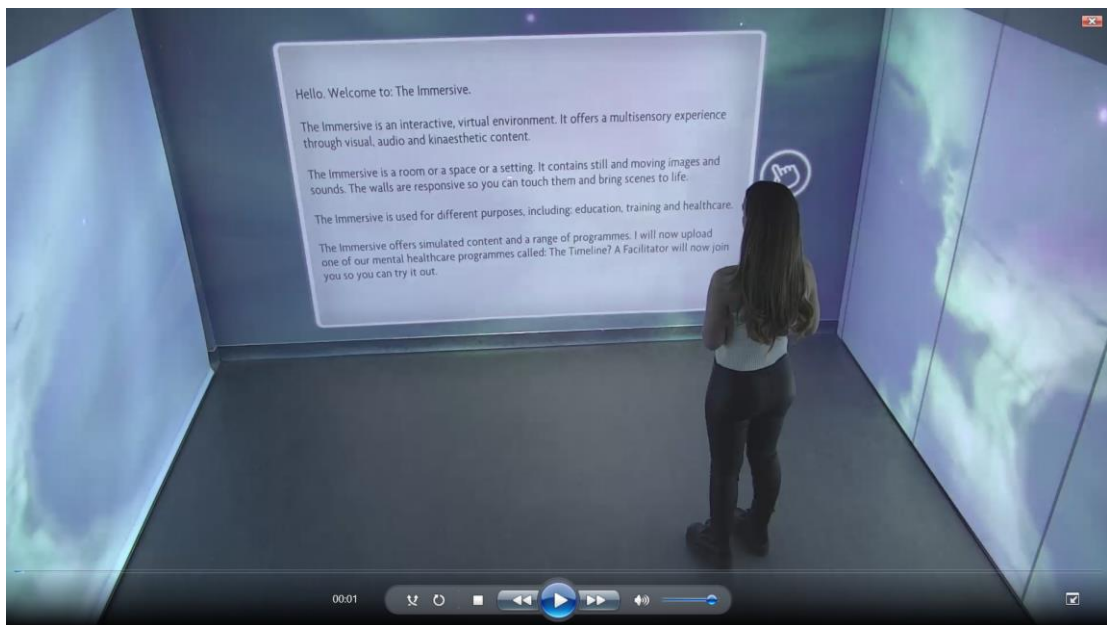 Hello. Welcome to: The Immersive.
The Immersive is an interactive, virtual environment. It offers a multisensory experience
through visual, audio and kinaesthetic content.
The Immersive is a room or a space or a setting. It contains still and moving images and
sounds. The walls are responsive so you can touch them and bring scenes to life.
The Immersive is used for different purposes, including: education, training and healthcare.
The Immersive offers simulated content and a range of programmes. I will now upload
one of our mental healthcare programmes called: The Timeline? A Facilitator will now join
you so you can try it out.
00:01